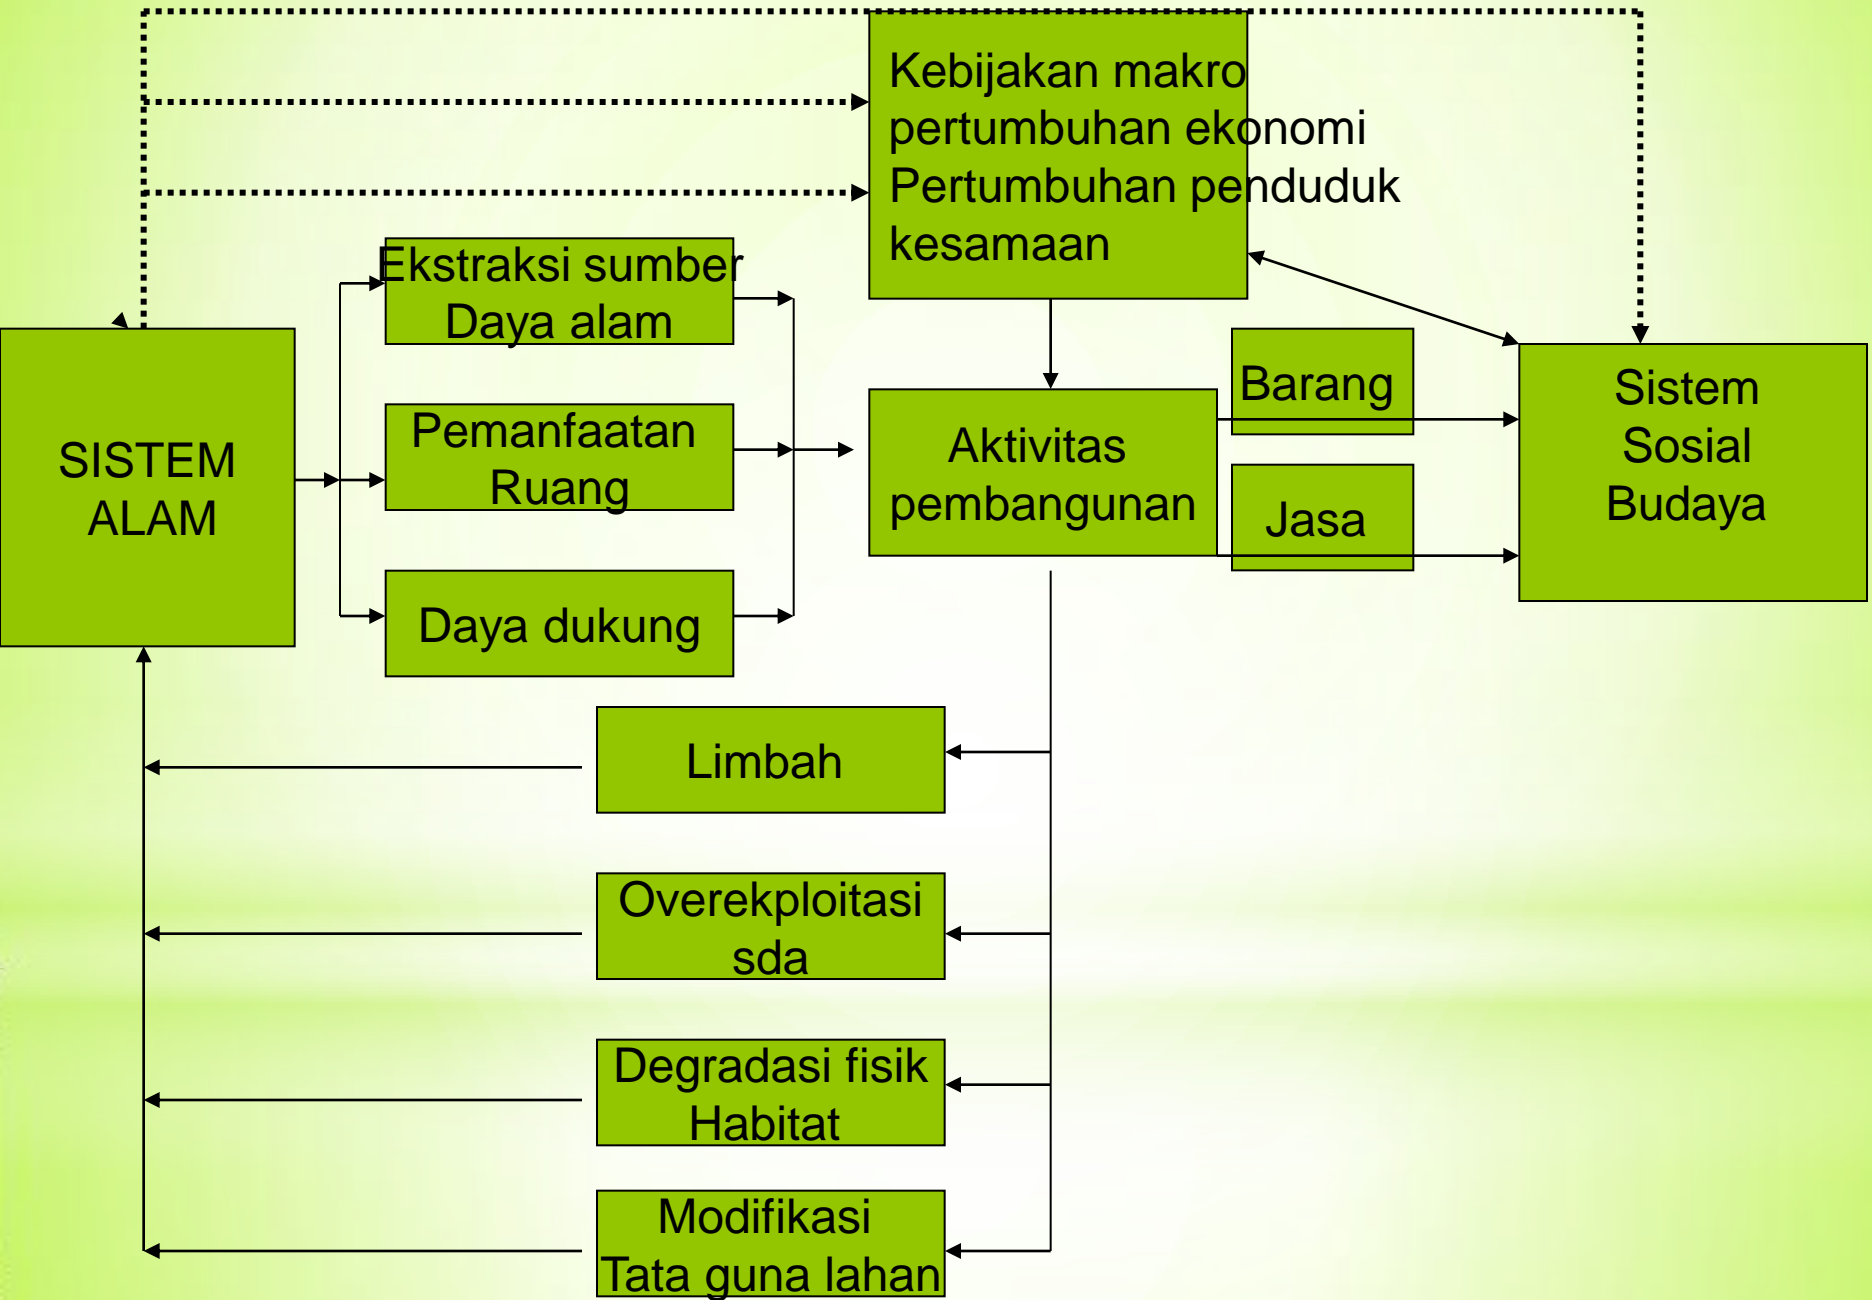 Kebijakan makro
pertumbuhan ekonomi
Pertumbuhan penduduk
kesamaan
Ekstraksi sumber
Daya alam
SISTEM
ALAM
Pemanfaatan
Ruang
Daya dukung
Aktivitas
pembangunan
Barang
Jasa
Sistem
Sosial
Budaya
Limbah
Overekploitasi
sda
Degradasi fisik
Habitat
Modifikasi
Tata guna lahan